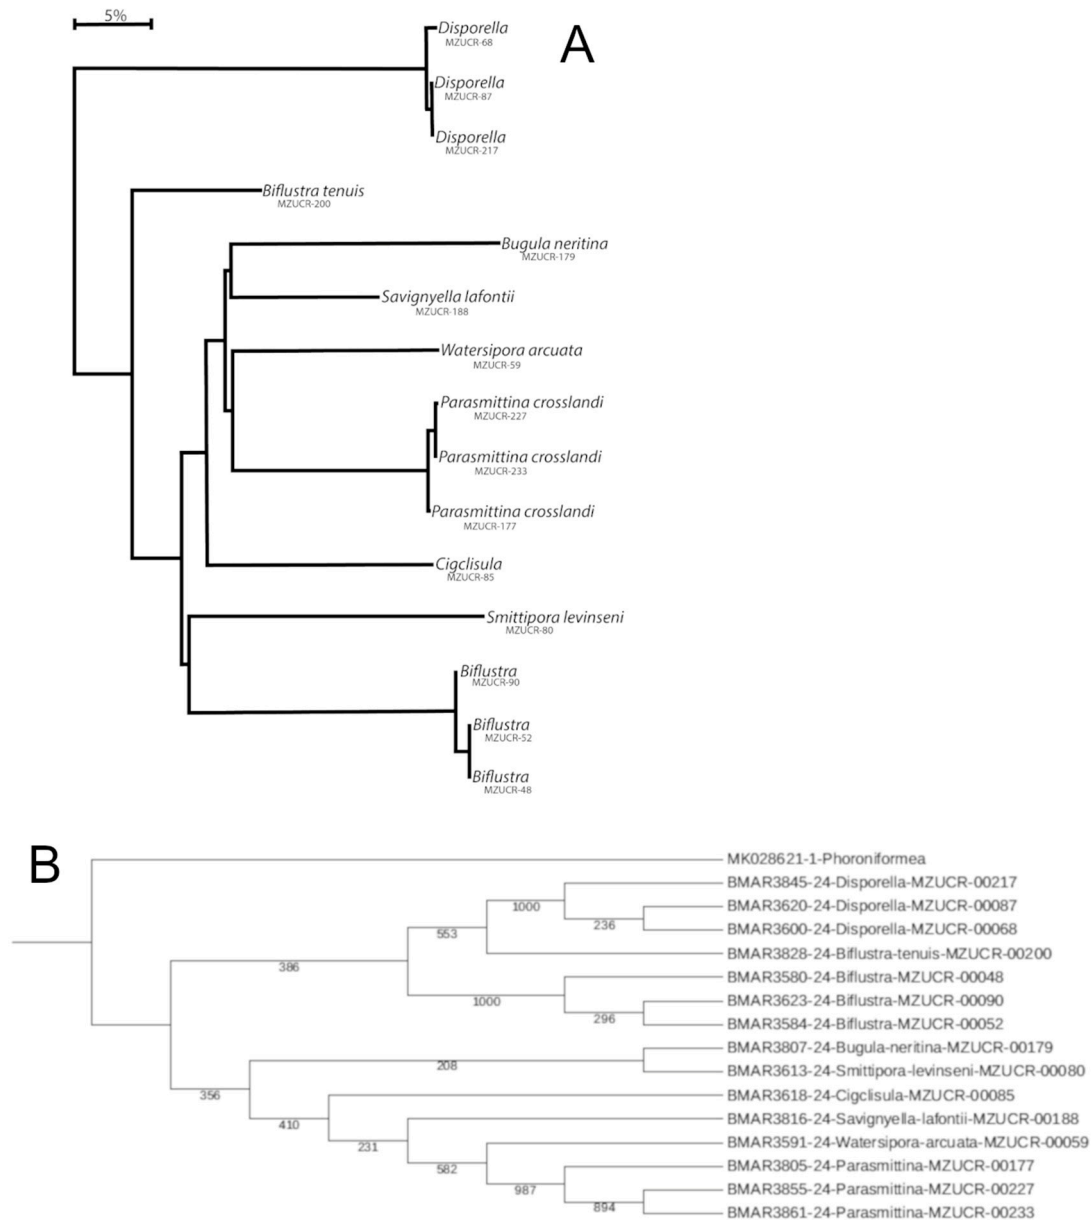 5%
A
Disporella
MZUCR-68
Disporella
MZUCR-87
Disporella
MZUCR-217
Biflustra tenuis
MZUCR-200
Bugula neritina
MZUCR-179
Savignyella lafontii
MZUCR-188
Watersipora arcuata
MZUCR-59
Parasmittina crosslandi
MZUCR-227
Parasmittina crosslandi
MZUCR-233
Parasmittina crosslandi
MZUCR-177
Cigclisula
MZUCR-85
Smittipora levinseni
MZUCR-80
Biflustra
MZUCR-90
Biflustra
MZUCR-52
Biflustra
MZUCR-48
B
MK028621-1-Phoroniformea
BMAR3845-24-Disporella-MZUCR-00217
1000
BMAR3620-24-Disporella-MZUCR-00087
236
BMAR3600-24-Disporella-MZUCR-00068
553
BMAR3828-24-Biflustra-tenuis-MZUCR-00200
386
BMAR3580-24-Biflustra-MZUCR-00048
1000
BMAR3623-24-Biflustra-MZUCR-00090
296
BMAR3584-24-Biflustra-MZUCR-00052
BMAR3807-24-Bugula-neritina-MZUCR-00179
208
BMAR3613-24-Smittipora-levinseni-MZUCR-00080
356
BMAR3618-24-Cigclisula-MZUCR-00085
410
BMAR3816-24-Savignyella-lafontii-MZUCR-00188
231
BMAR3591-24-Watersipora-arcuata-MZUCR-00059
582
BMAR3805-24-Parasmittina-MZUCR-00177
987
BMAR3855-24-Parasmittina-MZUCR-00227
894
BMAR3861-24-Parasmittina-MZUCR-00233